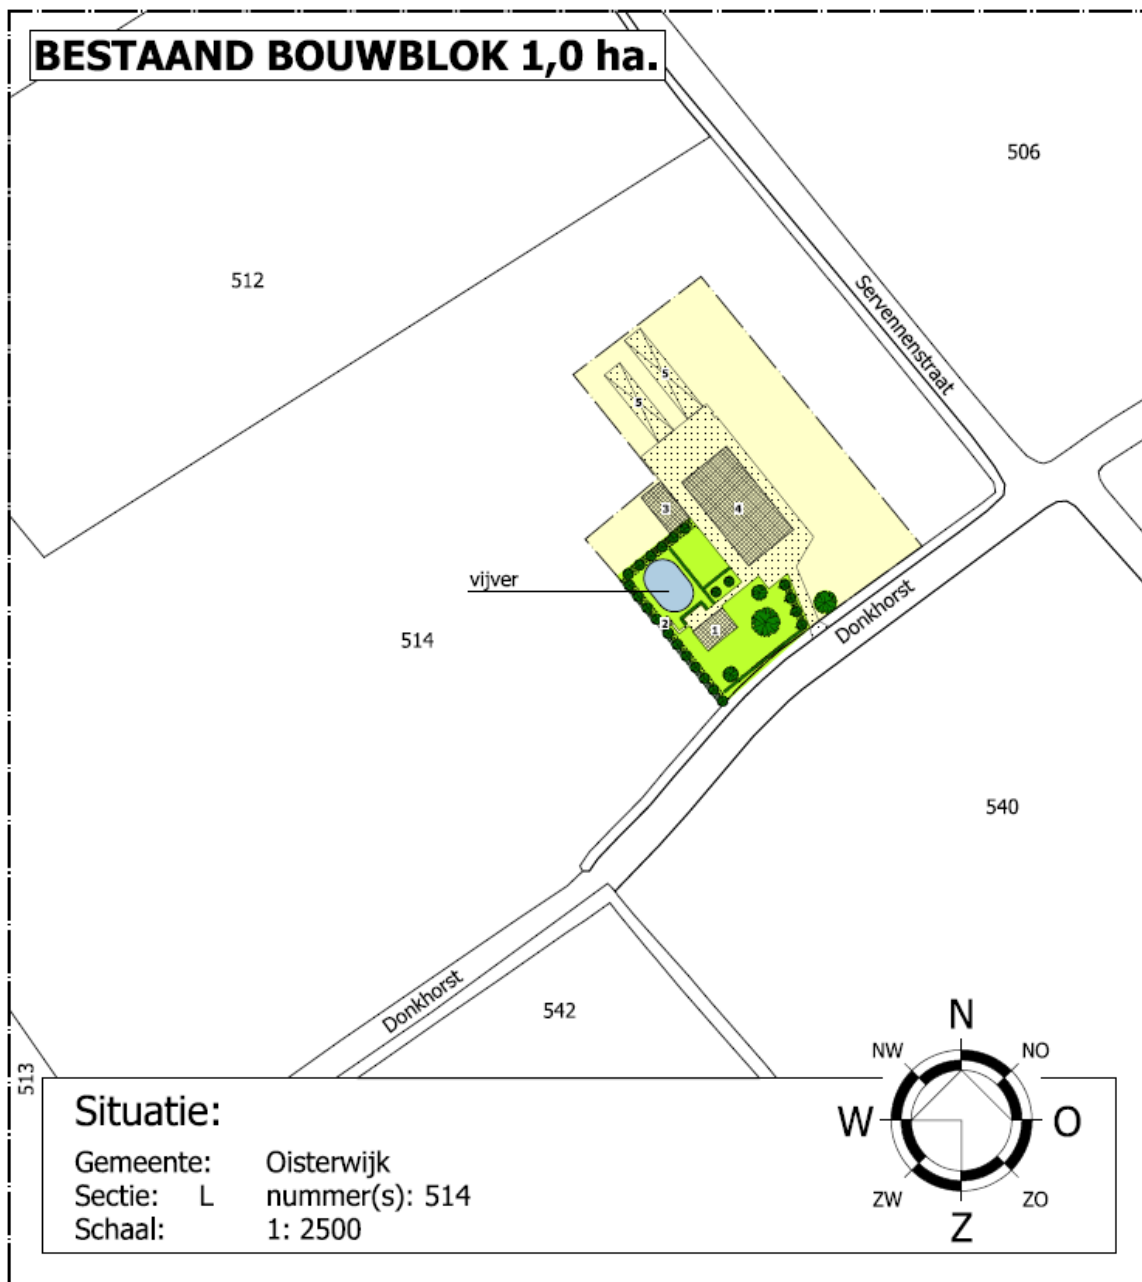 BESTAAND BOUWBLOK 1,0 ha.
506
512
Servennenstraat
5
5
3
4
vijver
2
1
Donkhorst
514
540
Donkhorst
542
513
Situatie:
Gemeente: Oisterwijk
Sectie: L nummer(s): 514
Schaal: 1: 2500
N
NW NO
W O
ZW ZO
Z